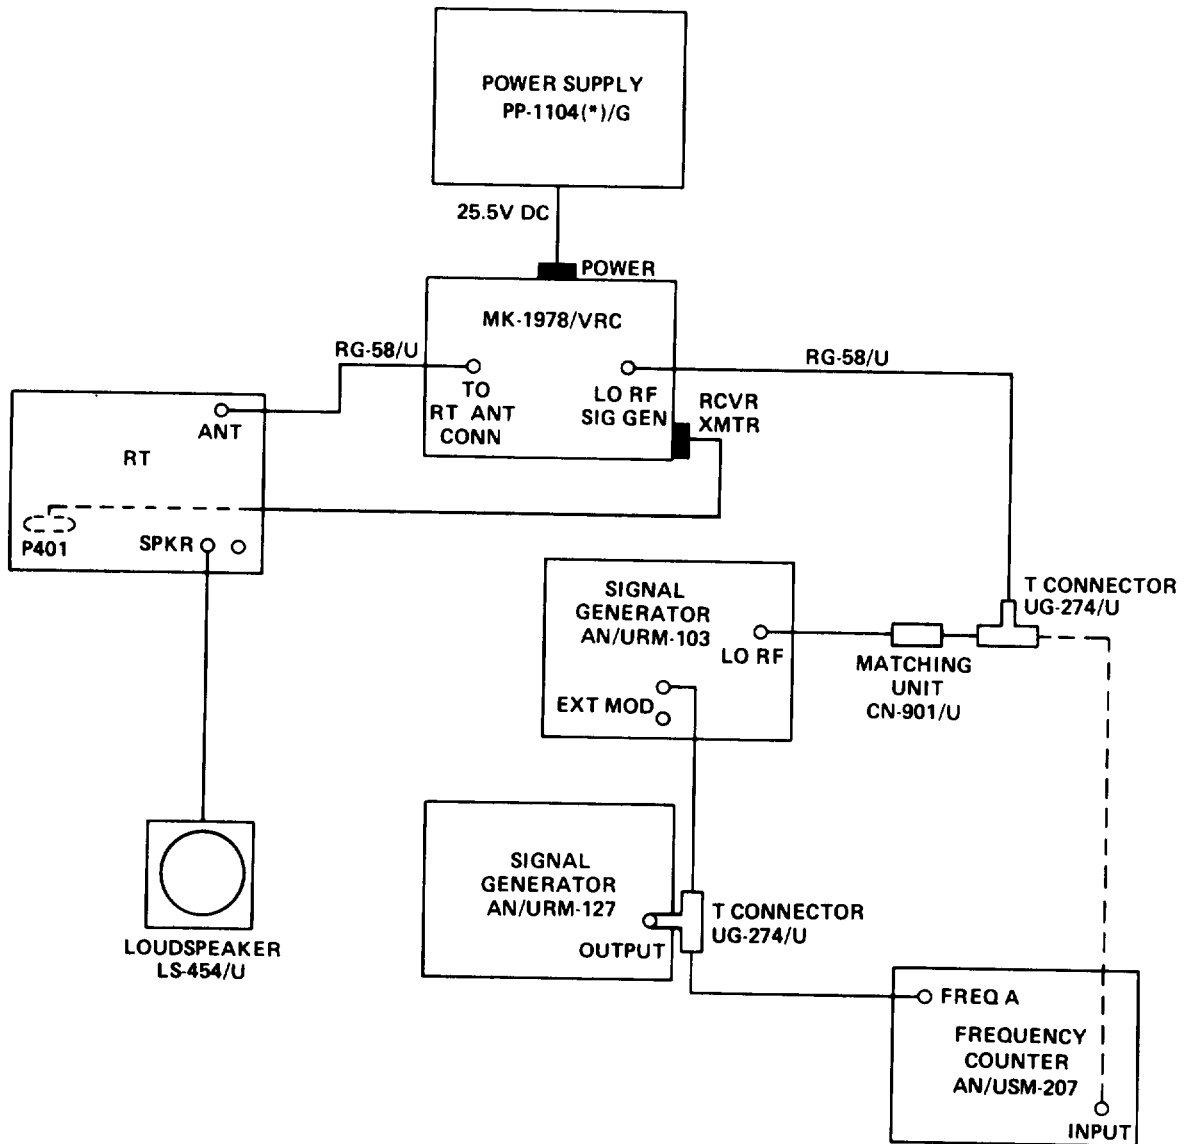 POWER SUPPLY
PP-1104(*)/G
25.5V DC
POWER
MK-1978/VRC
RG-58/U
RG-58/U
TO
RT ANT
CONN
LO RF
SIG GEN
RCVR
XMTR
ANT
RT
P401
SPKR
SIGNAL
GENERATOR
AN/URM-103
LO RF
EXT MOD
T CONNECTOR
UG-274/U
MATCHING
UNIT
CN-901/U
SIGNAL
GENERATOR
AN/URM-127
OUTPUT
T CONNECTOR
UG-274/U
LOUDSPEAKER
LS-454/U
FREQ A
FREQUENCY
COUNTER
AN/USM-207
INPUT